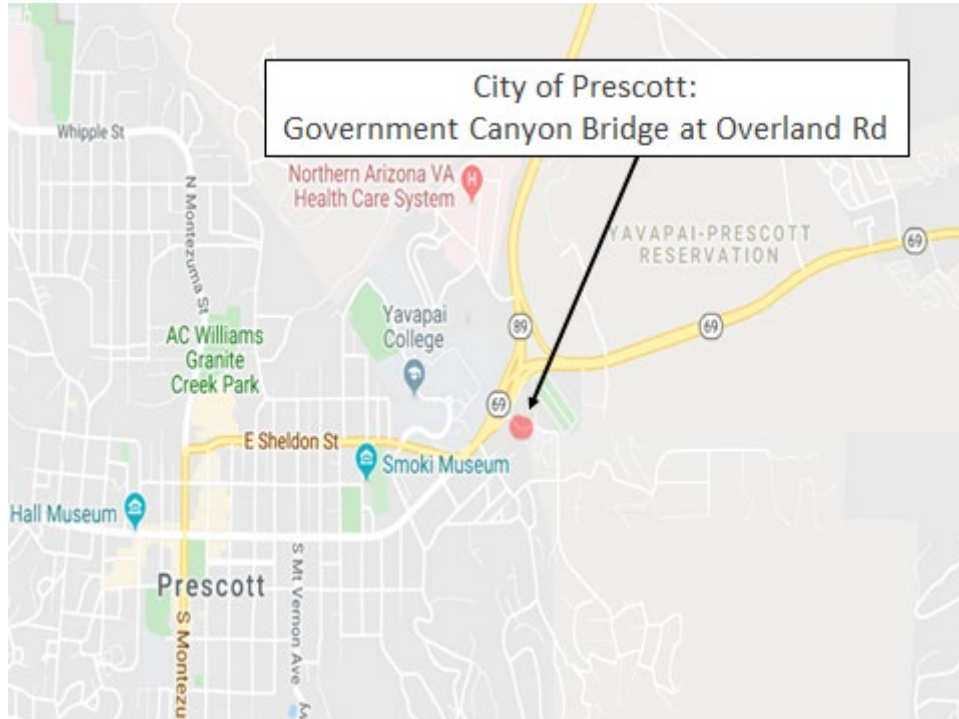 City of Prescott:
Government Canyon Bridge at Overland Rd
Whipple St
Northern Arizona VA
Health Care System
H
N Montezuma St
YAVAPAI-PRESCOTT
RESERVATION
69
89
69
Yavapai
College
AC Williams
Granite
Creek Park
69
E Sheldon St
Smoki Museum
Hall Museum
Prescott
S Mt Vernon Ave
S Montezu